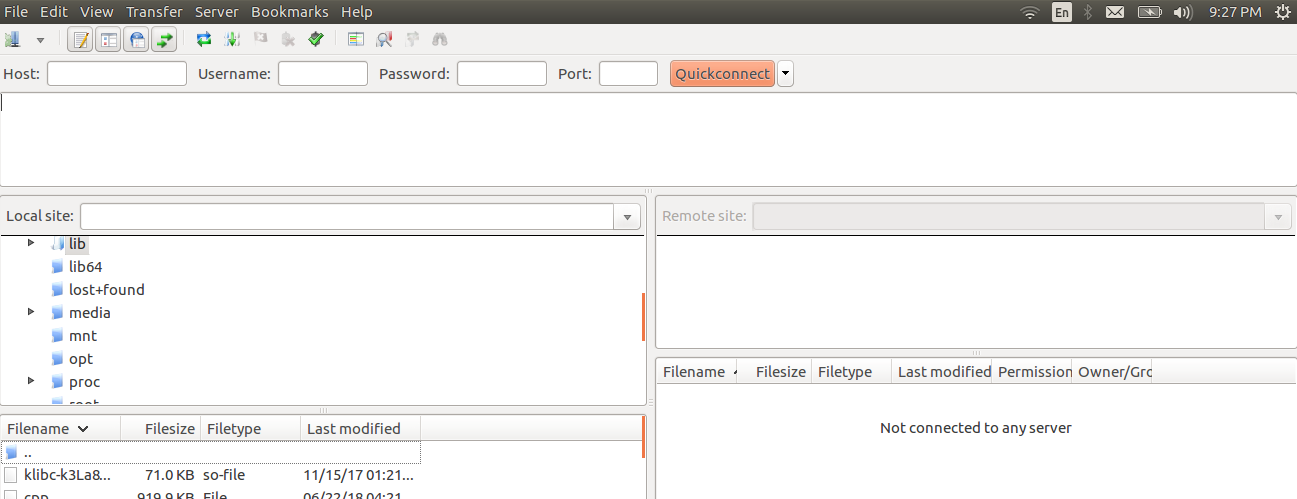 File Edit View Transfer Server Bookmarks Help En 9:27 PM
Host: Username: Password: Port: Quickconnect
Local site:
lib
lib64
lost+found
media
mnt
opt
proc
root
Filename Filesize Filetype Last modified
..
klibc-k3La8... 71.0 KB so-file 11/15/17 01:21...
cpp 919.9 KB File 06/22/18 04:21...
Remote site:
Filename Filesize Filetype Last modified Permission Owner/Gro
Not connected to any server